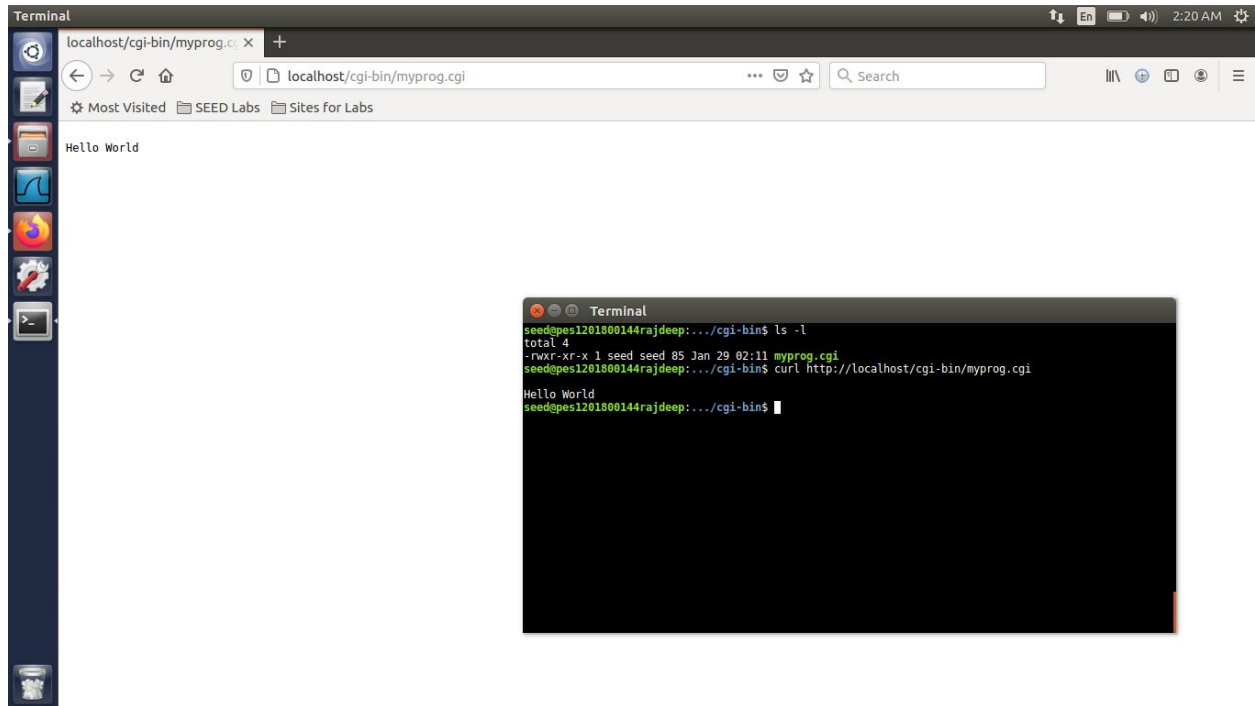 Terminal
En
2:20 AM
localhost/cgi-bin/myprog.c
localhost/cgi-bin/myprog.cgi
Search
Most Visited SEED Labs Sites for Labs
Hello World
Terminal
seed@pes1201800144rajdeep:.../cgi-bin$ ls -l
total 4
-rwxr-xr-x 1 seed seed 85 Jan 29 02:11 myprog.cgi
seed@pes1201800144rajdeep:.../cgi-bin$ curl http://localhost/cgi-bin/myprog.cgi

Hello World
seed@pes1201800144rajdeep:.../cgi-bin$